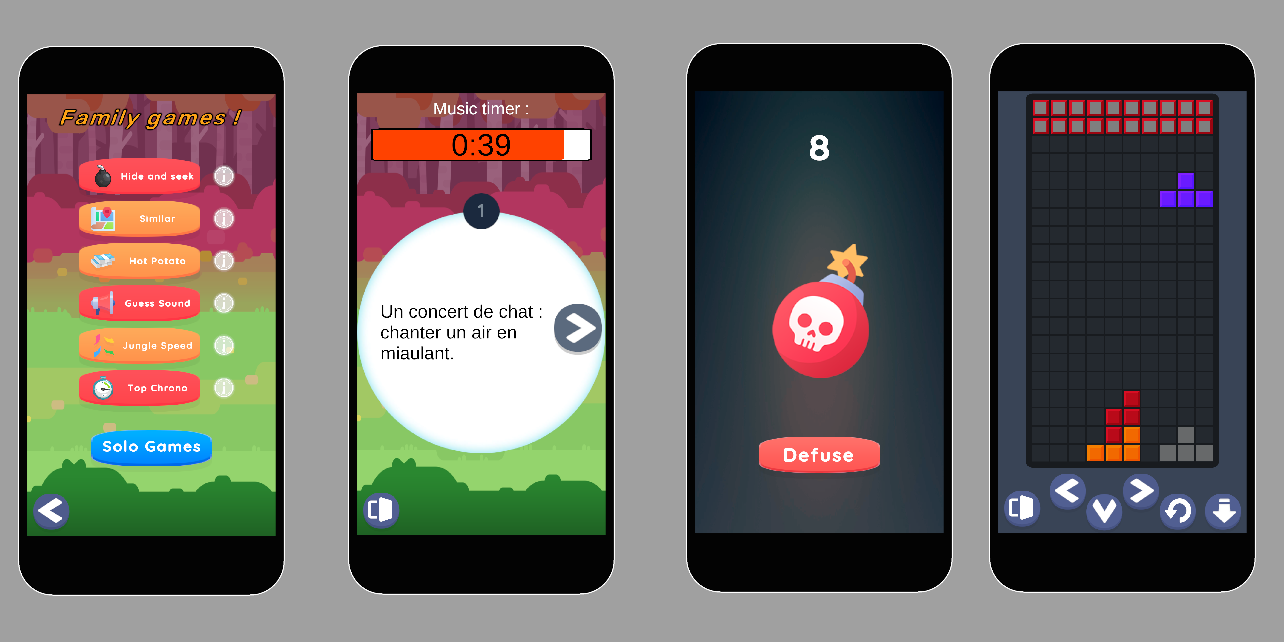 Family games !
Hide and seek
Similar
Hot Potato
Guess Sound
Jungle Speed
Top Chrono
Solo Games
Music timer :
0:39
1
Un concert de chat :
chanter un air en
miaulant.
8
Defuse